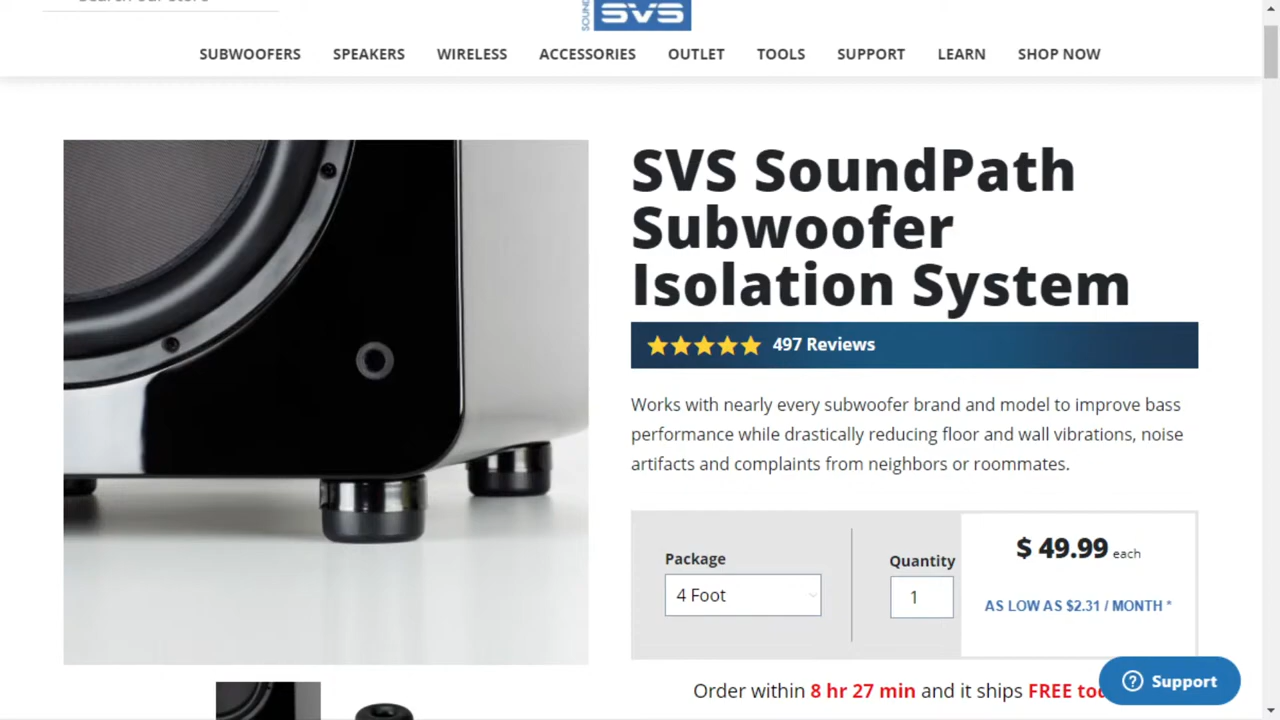 SVS
SUBWOOFERS SPEAKERS WIRELESS ACCESSORIES OUTLET TOOLS SUPPORT LEARN SHOP NOW
SVS SoundPath
Subwoofer
Isolation System
497 Reviews
Works with nearly every subwoofer brand and model to improve bass
performance while drastically reducing floor and wall vibrations, noise
artifacts and complaints from neighbors or roommates.
Package
4 Foot
Quantity
1
$ 49.99 each
AS LOW AS $2.31 / MONTH *
Order within 8 hr 27 min and it ships FREE
Support